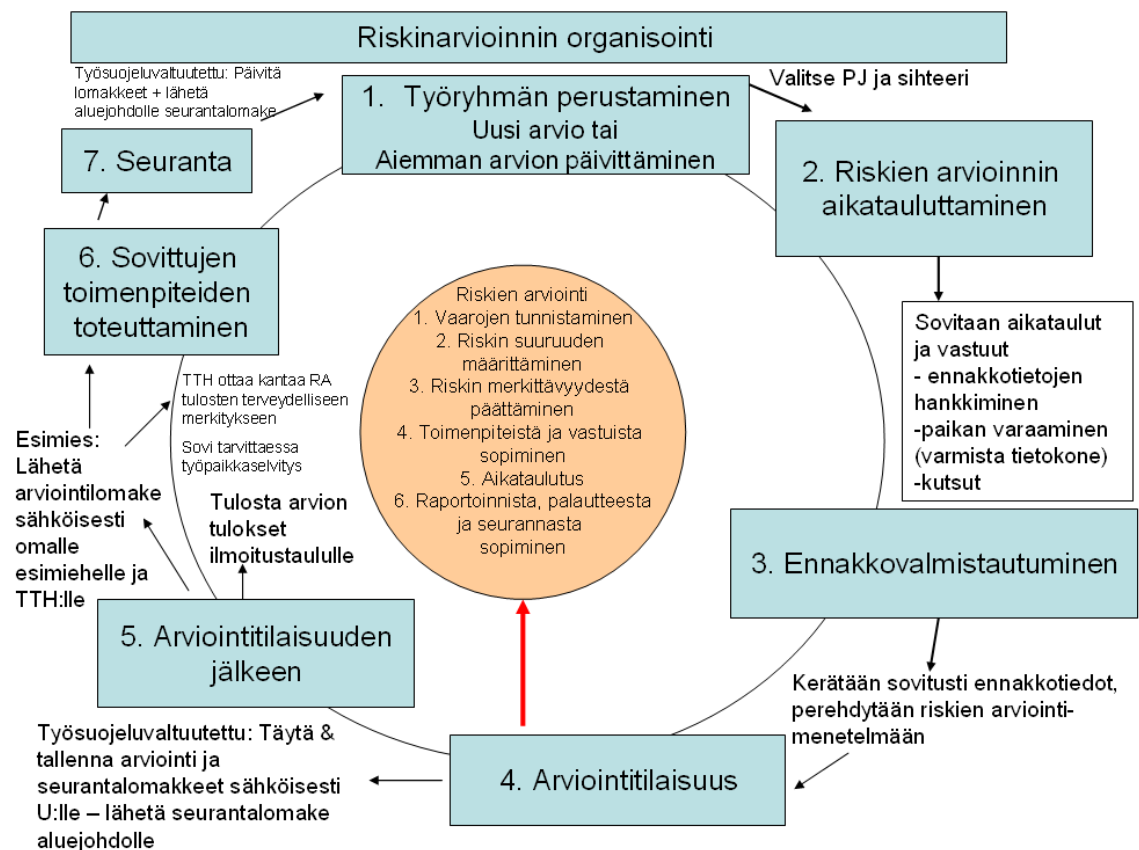 Riskinarvioinnin organisointi
Työsuojeluvaltuutettu: Päivitä
lomakkeet + lähetä
aluejohdolle seurantalomake
1. Työryhmän perustaminen
Uusi arvio tai
Aiemman arvion päivittäminen
Valitse PJ ja sihteeri
2. Riskien arvioinnin
aikatauluttaminen
Sovitaan aikataulut
ja vastuut
- ennakkotietojen
hankkiminen
-paikan varaaminen
(varmista tietokone)
-kutsut
3. Ennakkovalmistautuminen
Kerätään sovitusti ennakkotiedot,
perehdytään riskien arviointi-
menetelmään
4. Arviointitilaisuus
Riskien arviointi
1. Vaarojen tunnistaminen
2. Riskin suuruuden
määrittäminen
3. Riskin merkittävyydestä
päättäminen
4. Toimenpiteistä ja vastuista
sopiminen
5. Aikataulutus
6. Raportoinnista, palautteesta
ja seurannasta
sopiminen
Työsuojeluvaltuutettu: Täytä &
tallenna arviointi ja
seurantalomakkeet sähköisesti
U:lle – lähetä seurantalomake
aluejohdolle
5. Arviointitilaisuuden
jälkeen
Tulosta arvion
tulokset
ilmoitustaululle
Esimies:
Lähetä
arviointilomake
sähköisesti
omalle
esimiehelle ja
TTH:lle
TTH ottaa kantaa RA
tulosten terveydelliseen
merkitykseen
Sovi tarvittaessa
työpaikkaselvitys
6. Sovittujen
toimenpiteiden
toteuttaminen
7. Seuranta